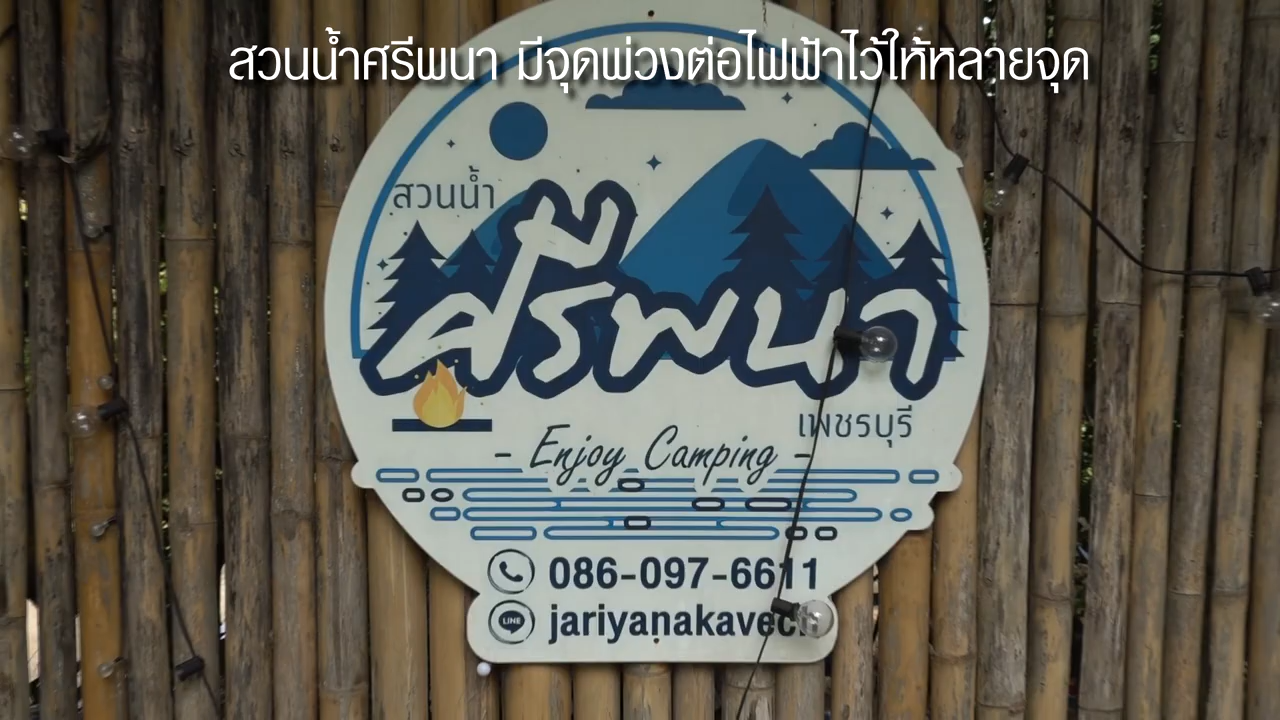 สวนน้ำศรีพนา มีจุดพ่วงต่อไฟฟ้าไว้ให้หลายจุด
สวนน้ำ
ศรีพนา
เพชรบุรี
- Enjoy Camping -
086-097-6611
LINE